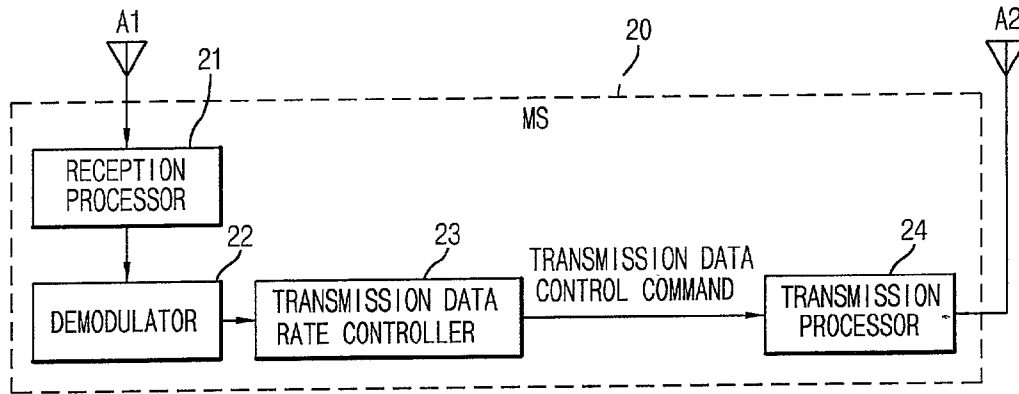 A1
A2
20
21
MS
RECEPTION
PROCESSOR
22
23
24
DEMODULATOR
TRANSMISSION DATA
RATE CONTROLLER
TRANSMISSION DATA
CONTROL COMMAND
TRANSMISSION
PROCESSOR